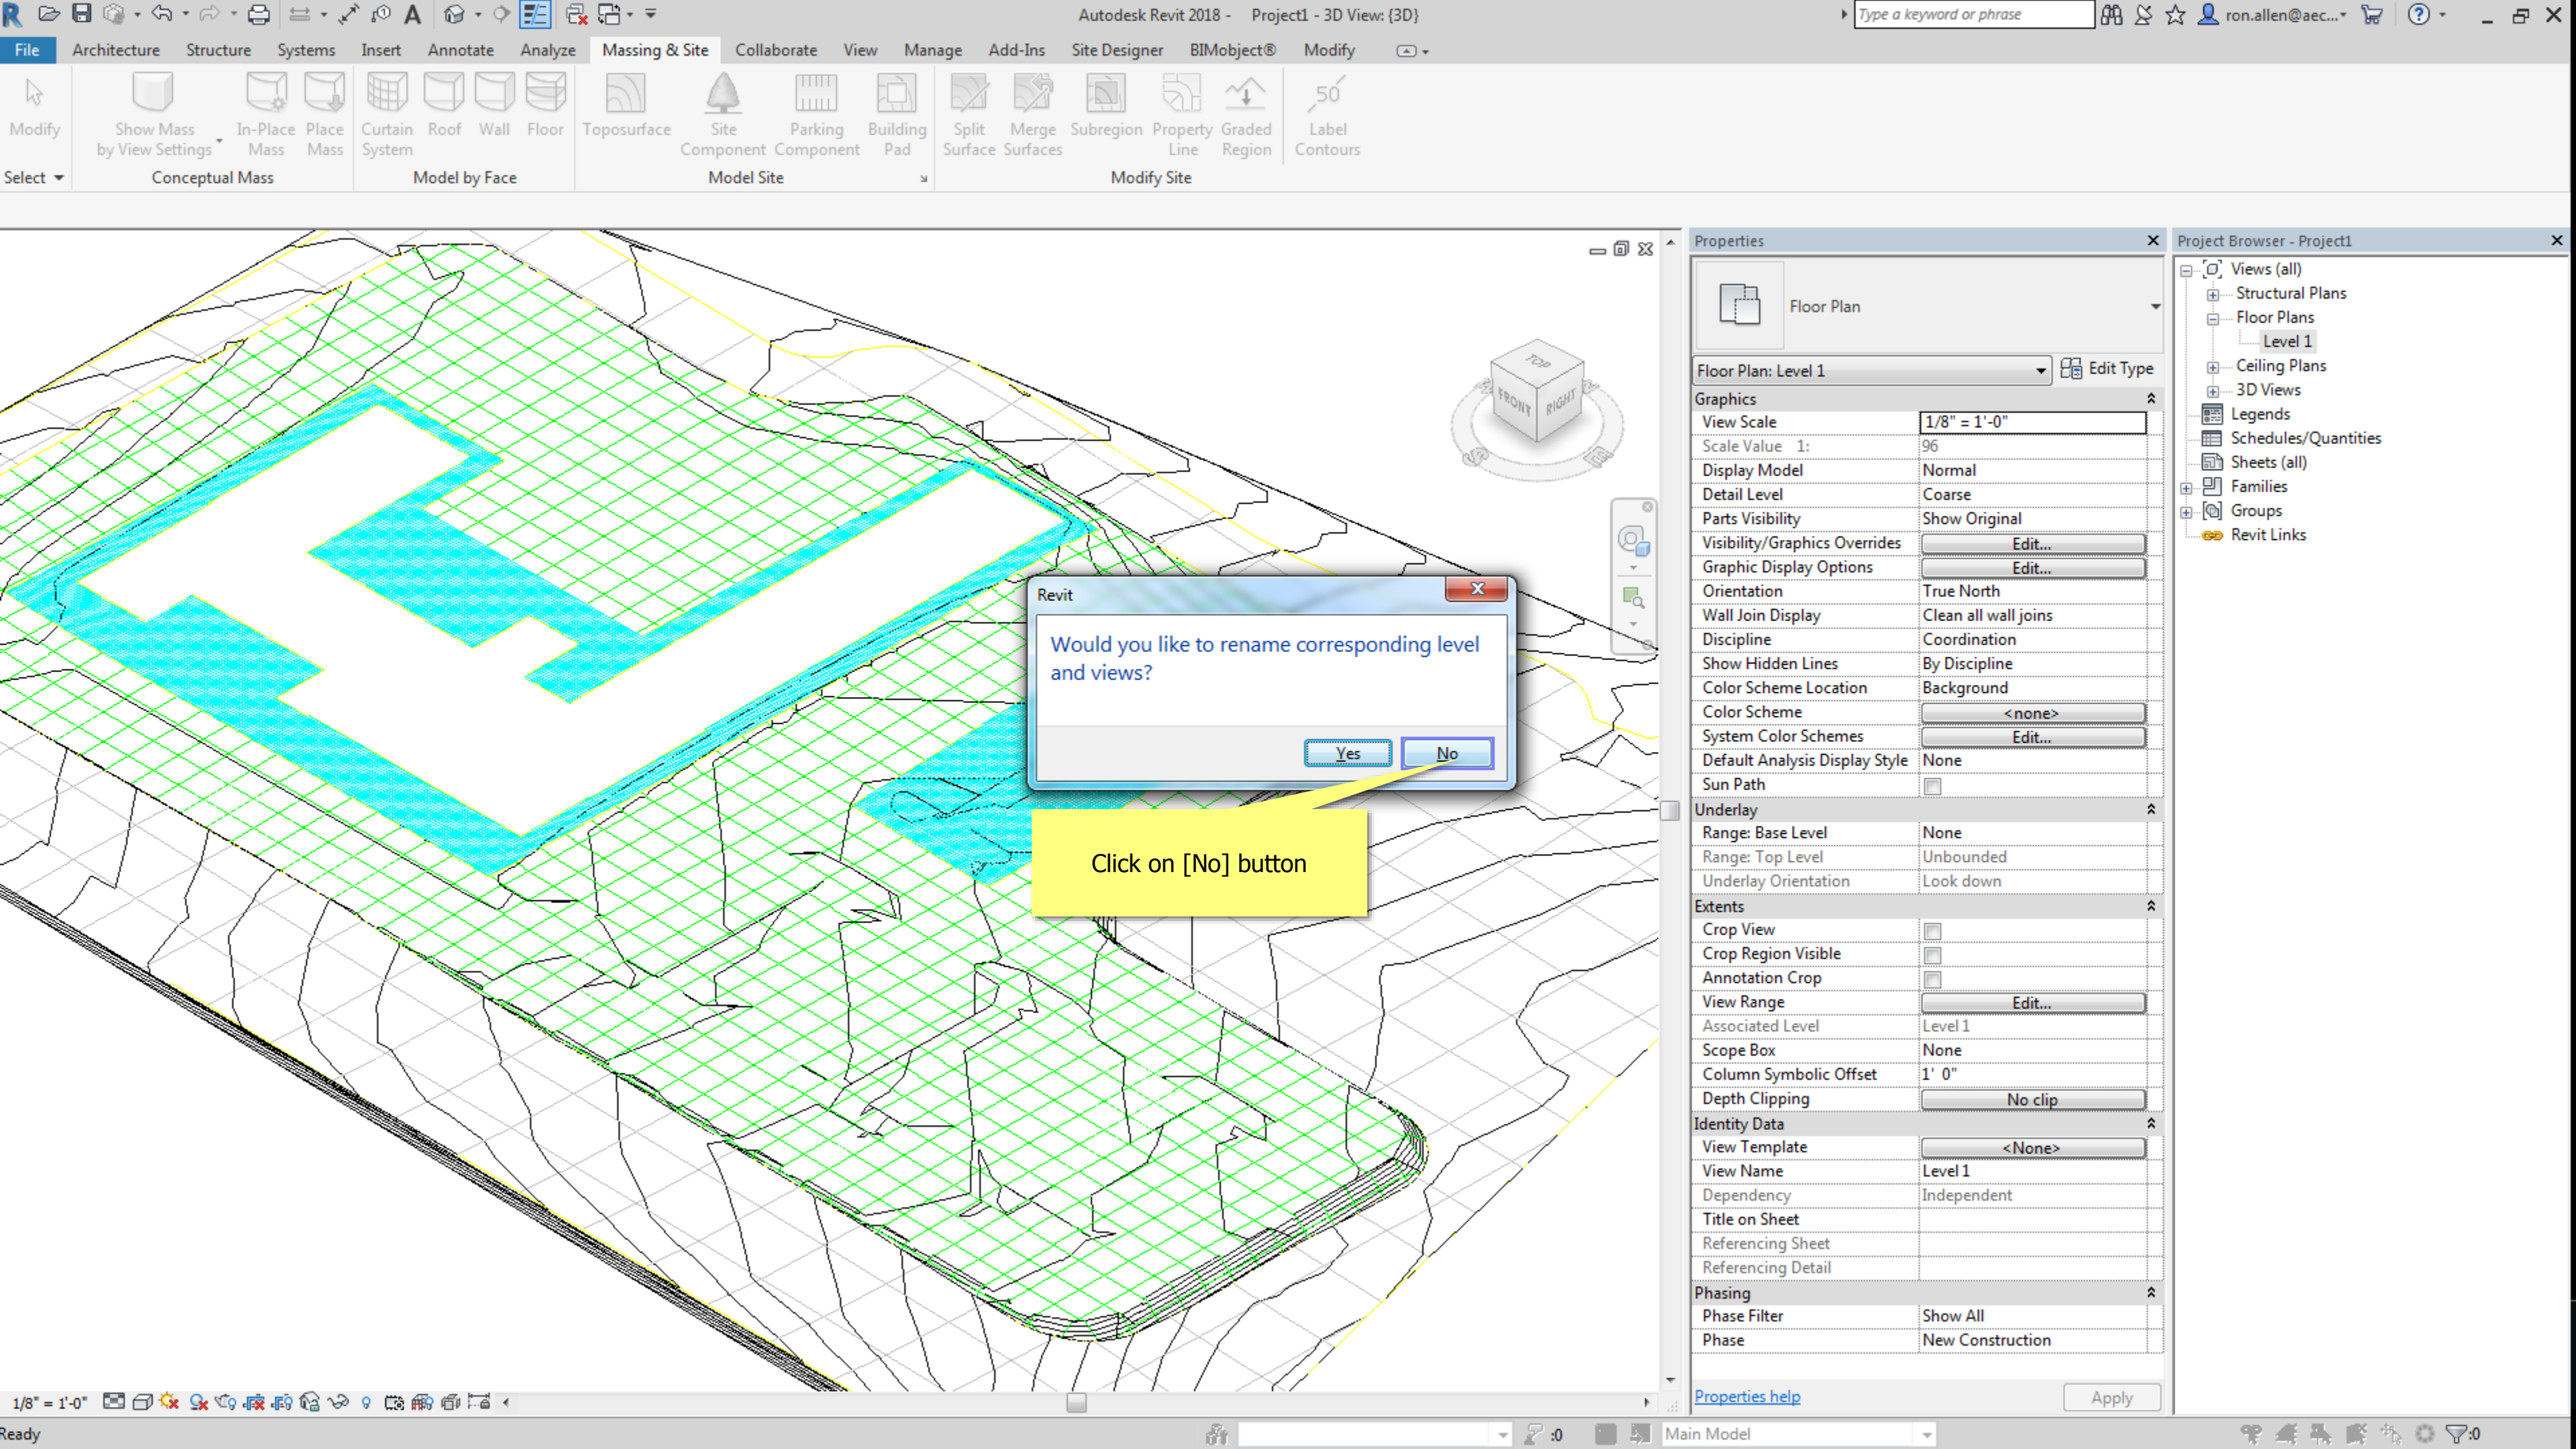 Autodesk Revit 2018 - Project1 - 3D View: {3D}
Type a keyword or phrase
ron.allen@aec...
File Architecture Structure Systems Insert Annotate Analyze Massing & Site Collaborate View Manage Add-Ins Site Designer BIMobject® Modify
Modify
Show Mass
by View Settings
In-Place
Mass
Place
Mass
Curtain
System
Roof
Wall
Floor
Toposurface
Site
Component
Parking
Component
Building
Pad
Split
Surface
Merge
Surfaces
Subregion
Property
Line
Graded
Region
50
Label
Contours
Select
Conceptual Mass
Model by Face
Model Site
Modify Site
TOP
FRONT
RIGHT
S
E
Revit
Would you like to rename corresponding level
and views?
Yes No
Click on [No] button
Properties
Floor Plan
Floor Plan: Level 1 Edit Type
Graphics
View Scale 1/8" = 1'-0"
Scale Value 1: 96
Display Model Normal
Detail Level Coarse
Parts Visibility Show Original
Visibility/Graphics Overrides Edit...
Graphic Display Options Edit...
Orientation True North
Wall Join Display Clean all wall joins
Discipline Coordination
Show Hidden Lines By Discipline
Color Scheme Location Background
Color Scheme <none>
System Color Schemes Edit...
Default Analysis Display Style None
Sun Path
Underlay
Range: Base Level None
Range: Top Level Unbounded
Underlay Orientation Look down
Extents
Crop View
Crop Region Visible
Annotation Crop
View Range Edit...
Associated Level Level 1
Scope Box None
Column Symbolic Offset 1' 0"
Depth Clipping No clip
Identity Data
View Template <None>
View Name Level 1
Dependency Independent
Title on Sheet
Referencing Sheet
Referencing Detail
Phasing
Phase Filter Show All
Phase New Construction
Properties help Apply
Project Browser - Project1
Views (all)
Structural Plans
Floor Plans
Level 1
Ceiling Plans
3D Views
Legends
Schedules/Quantities
Sheets (all)
Families
Groups
Revit Links
1/8" = 1'-0"
Ready
:0
Main Model
:0